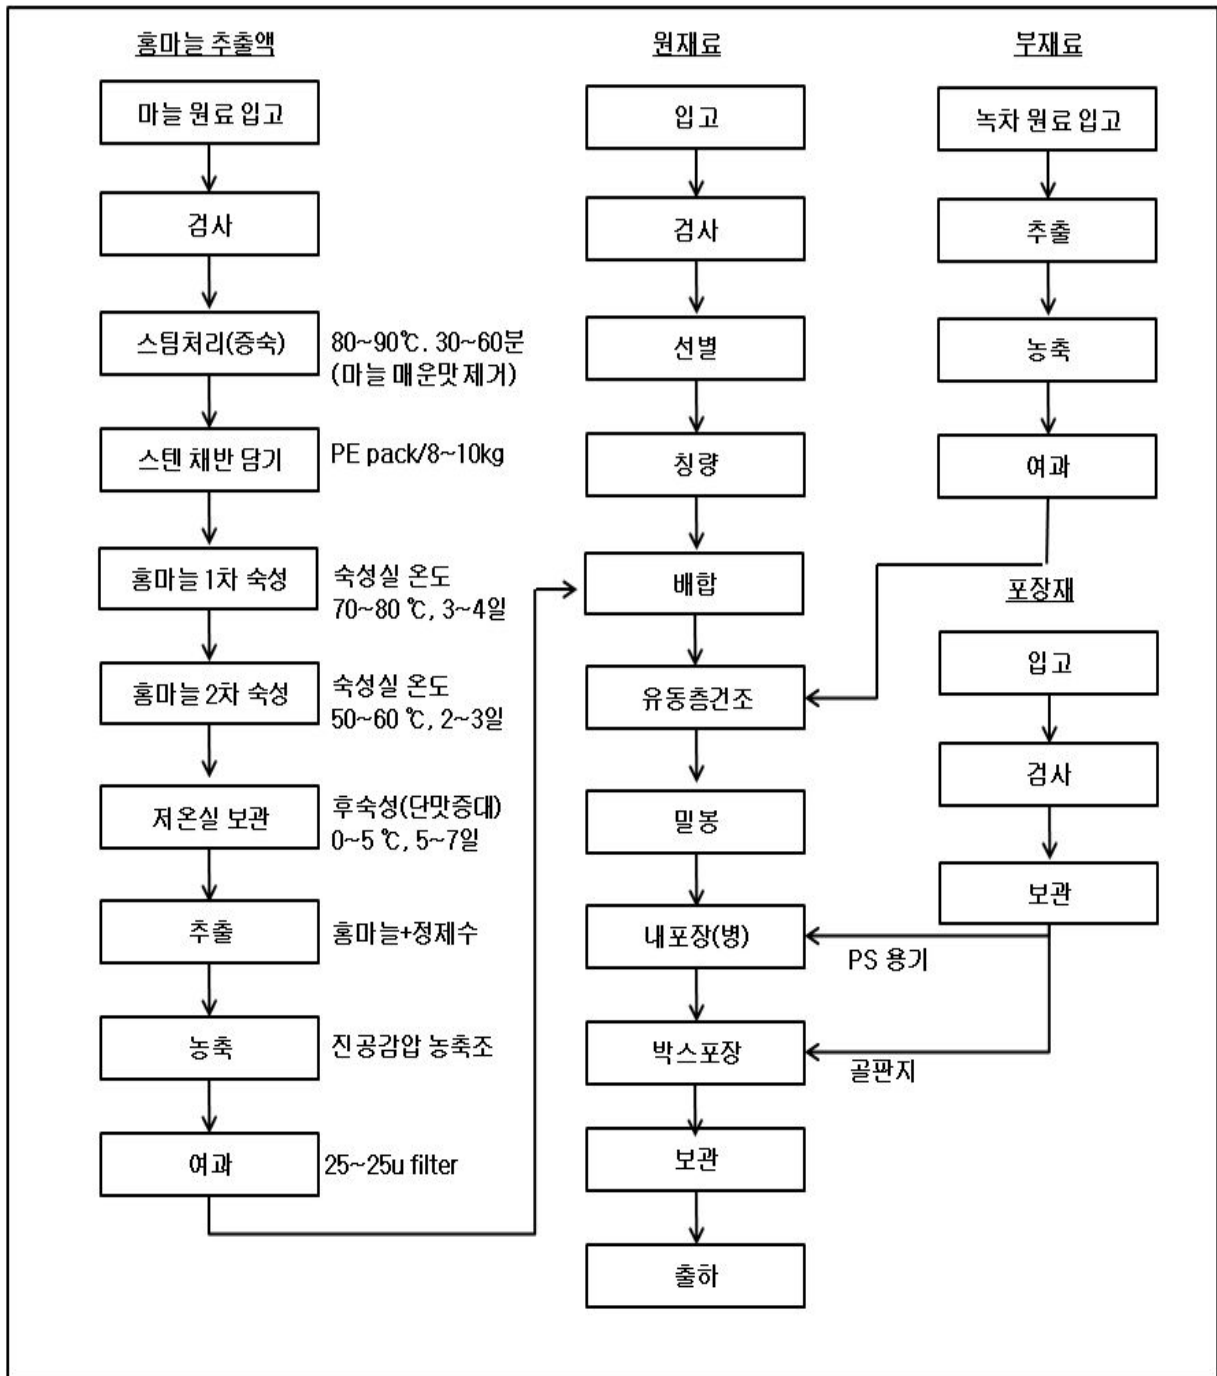 홍마늘 추출액
마늘 원료 입고
검사
스팀처리(증숙)
80~90℃. 30~60분
(마늘 매운맛 제거)
스텐 채반 담기
PE pack/8~10kg
홍마늘 1차 숙성
숙성실 온도
70~80 ℃, 3~4일
홍마늘 2차 숙성
숙성실 온도
50~60 ℃, 2~3일
저온실 보관
후숙성(단맛증대)
0~5 ℃, 5~7일
추출
홍마늘+정제수
농축
진공감압 농축조
여과
25~25u filter
원재료
입고
검사
선별
칭량
배합
유동층건조
밀봉
내포장(병)
박스포장
보관
출하
부재료
녹차 원료 입고
추출
농축
여과
포장재
입고
검사
보관
PS 용기
골판지